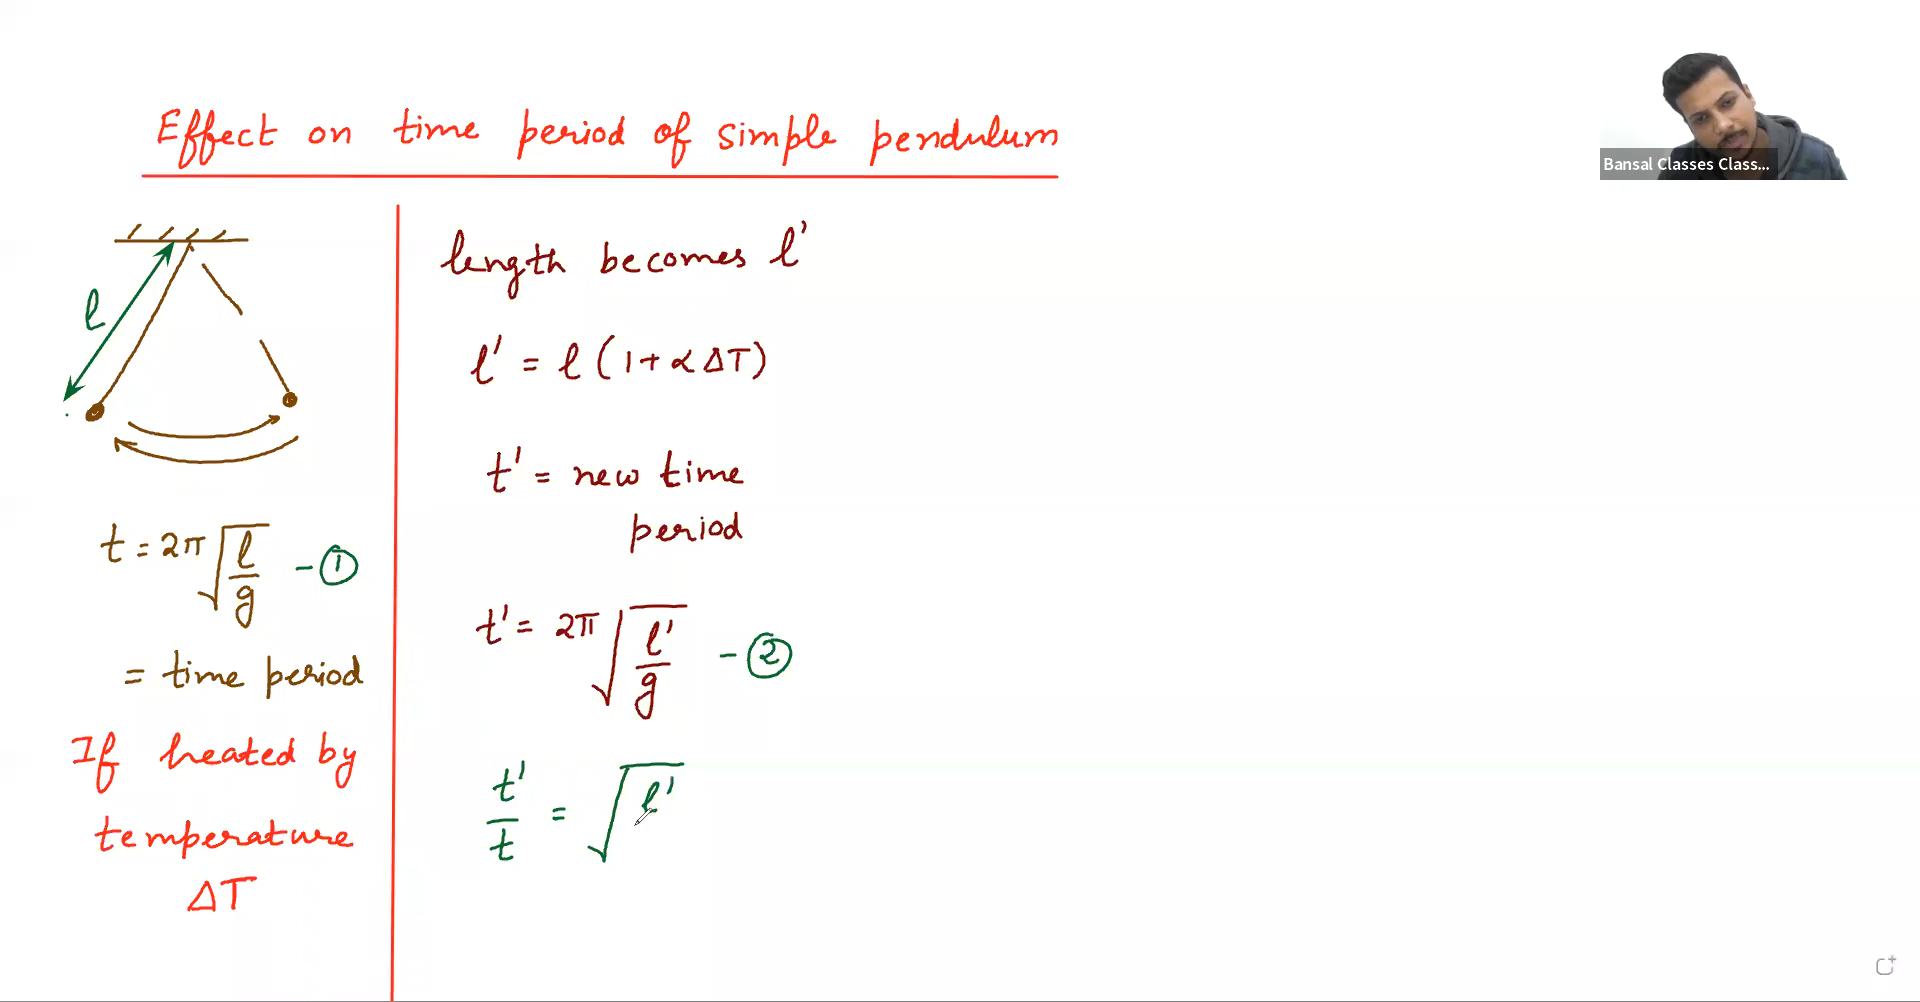 Effect on time period of simple pendulum
Bansal Classes Class...
l
t = 2π √(l/g) - ①
= time period
If heated by
temperature
ΔT
length becomes l'
l' = l (1 + α ΔT)
t' = new time
period
t' = 2π √(l'/g) - ②
t'/t = √l'